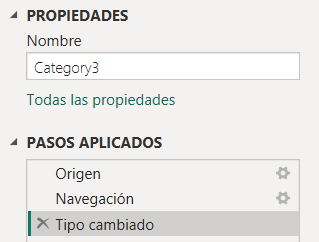 PROPIEDADES
Nombre
Category3
Todas las propiedades
PASOS APLICADOS
Origen
Navegación
Tipo cambiado